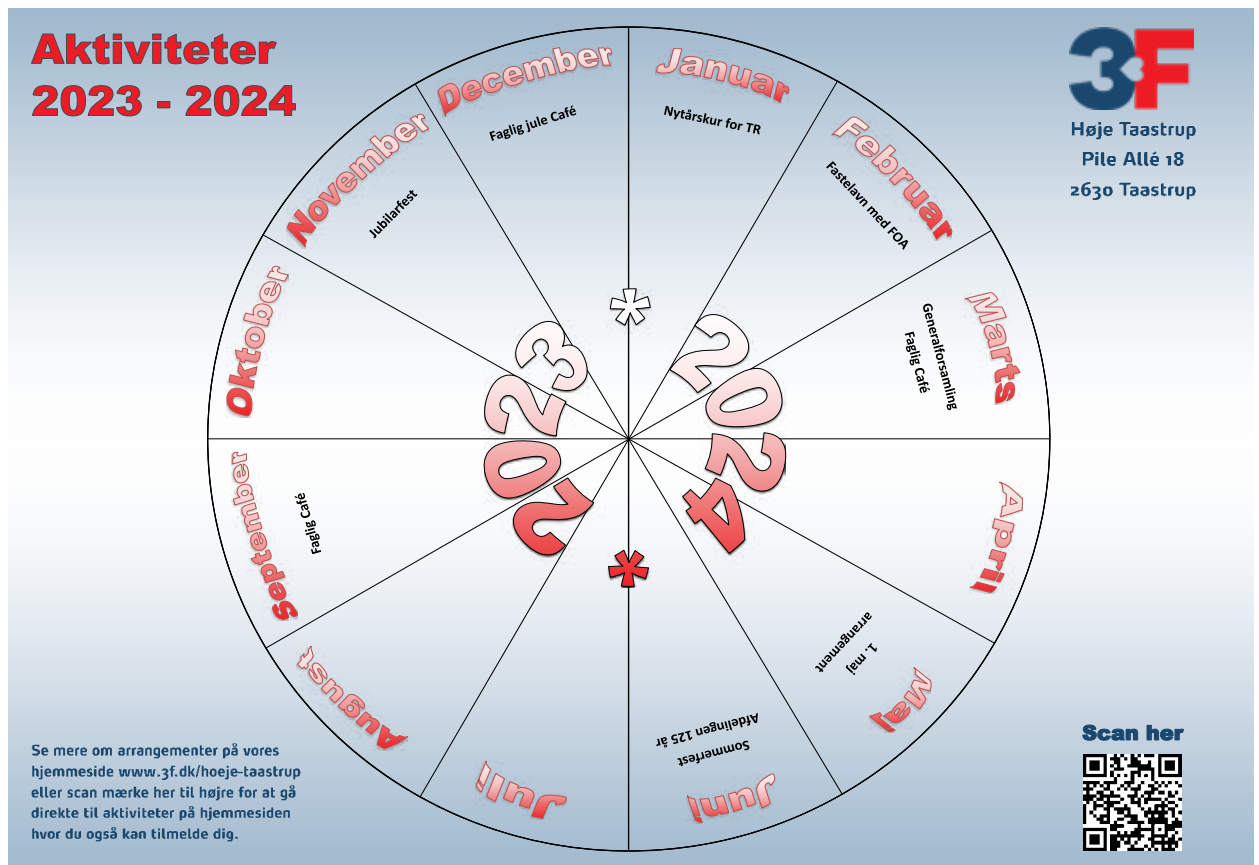 Aktiviteter
2023 - 2024
3F
Høje Taastrup
Pile Allé 18
2630 Taastrup
Januar
Nytårskur for TR
Februar
Fastelavn med FOA
Marts
Generalforsamling
Faglig Café
April
Maj
1. maj
arrangement
Juni
Sommerfest
Afdelingen 125 år
Juli
August
September
Faglig Café
Oktober
November
Jubilarfest
December
Faglig jule Café
*
2023
2024
*
Se mere om arrangementer på vores
hjemmeside www.3f.dk/hoeje-taastrup
eller scan mærke her til højre for at gå
direkte til aktiviteter på hjemmesiden
hvor du også kan tilmelde dig.
Scan her